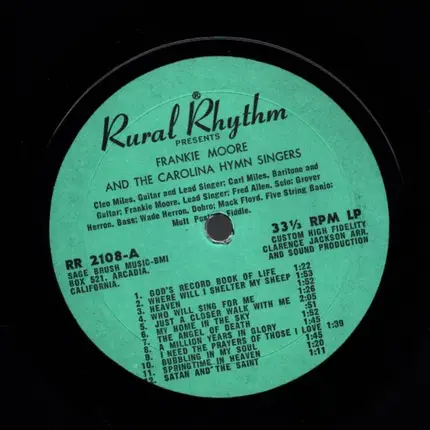 ®
Rural Rhythm
PRESENTS
FRANKIE MOORE
AND THE CAROLINA HYMN SINGERS
Cleo Miles, Guitar and Lead Singer; Carl Miles, Baritone and
Guitar; Frankie Moore, Lead Singer; Fred Allen, Solo; Grover
Herron, Bass; Wade Herron, Dobro; Mack Floyd, Five String Banjo;
Molt Fiddle.
RR 2108-A
SAGE BRUSH MUSIC-BMI
BOX 521, ARCADIA,
CALIFORNIA.
33⅓ RPM LP
CUSTOM HIGH FIDELITY
CLARENCE JACKSON ARR.
AND SOUND PRODUCTION
1. GOD'S RECORD BOOK OF LIFE 1:22
2. WHERE WILL I SHELTER MY SHEEP 1:53
3. HEAVEN 1:52
4. WHO WILL SING FOR ME 1:26
5. JUST A CLOSER WALK WITH ME 2:05
6. MY HOME IN THE SKY 1:51
7. THE ANGEL OF DEATH 1:52
8. A MILLION YEARS IN GLORY 1:45
9. I NEED THE PRAYERS OF THOSE I LOVE 1:39
10. BUBBLING IN MY SOUL 1:45
11. SPRINGTIME IN HEAVEN 1:20
12. SATAN AND THE SAINT 1:11